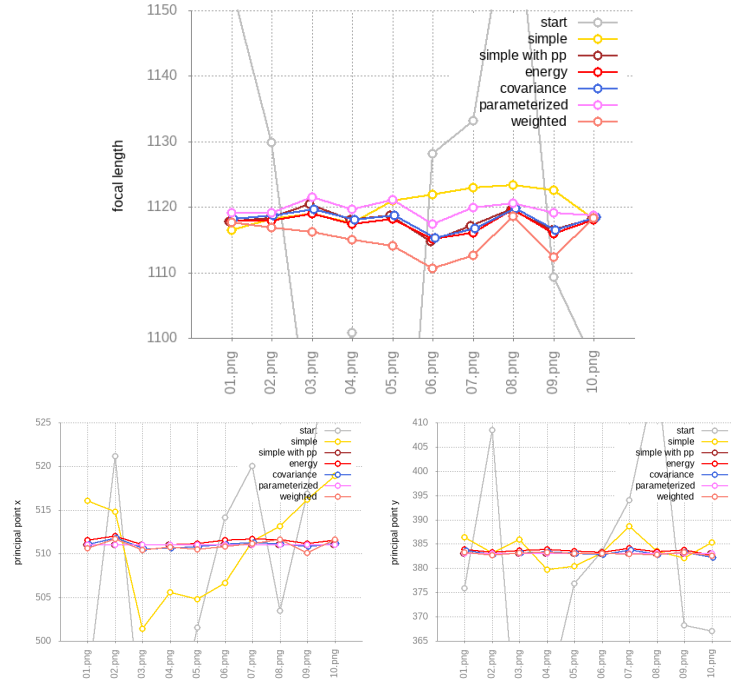 1150
1140
1130
1120
1110
1100
focal length
start
simple
simple with pp
energy
covariance
parameterized
weighted
01.png
02.png
03.png
04.png
05.png
06.png
07.png
08.png
09.png
10.png
525
520
515
510
505
500
principal point x
start
simple
simple with pp
energy
covariance
parameterized
weighted
01.png
02.png
03.png
04.png
05.png
06.png
07.png
08.png
09.png
10.png
410
405
400
395
390
385
380
375
370
365
principal point y
start
simple
simple with pp
energy
covariance
parameterized
weighted
01.png
02.png
03.png
04.png
05.png
06.png
07.png
08.png
09.png
10.png